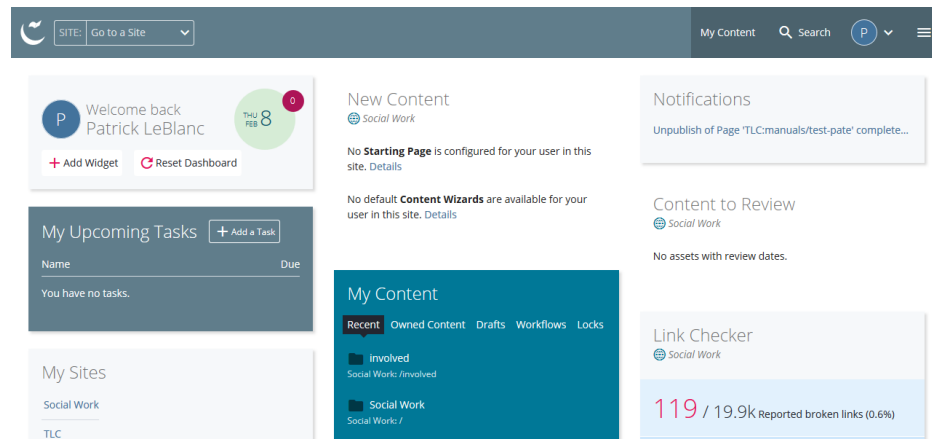 SITE: Go to a Site
My Content
Search
P
P
Welcome back
Patrick LeBlanc
THU
FEB
8
0
Add Widget
Reset Dashboard
My Upcoming Tasks
Add a Task
Name Due
You have no tasks.
My Sites
Social Work
TLC
New Content
Social Work
No Starting Page is configured for your user in this
site. Details
No default Content Wizards are available for your
user in this site. Details
My Content
Recent Owned Content Drafts Workflows Locks
involved
Social Work: /involved
Social Work
Social Work: /
Notifications
Unpublish of Page 'TLC:manuals/test-pate' complete...
Content to Review
Social Work
No assets with review dates.
Link Checker
Social Work
119 / 19.9k Reported broken links (0.6%)